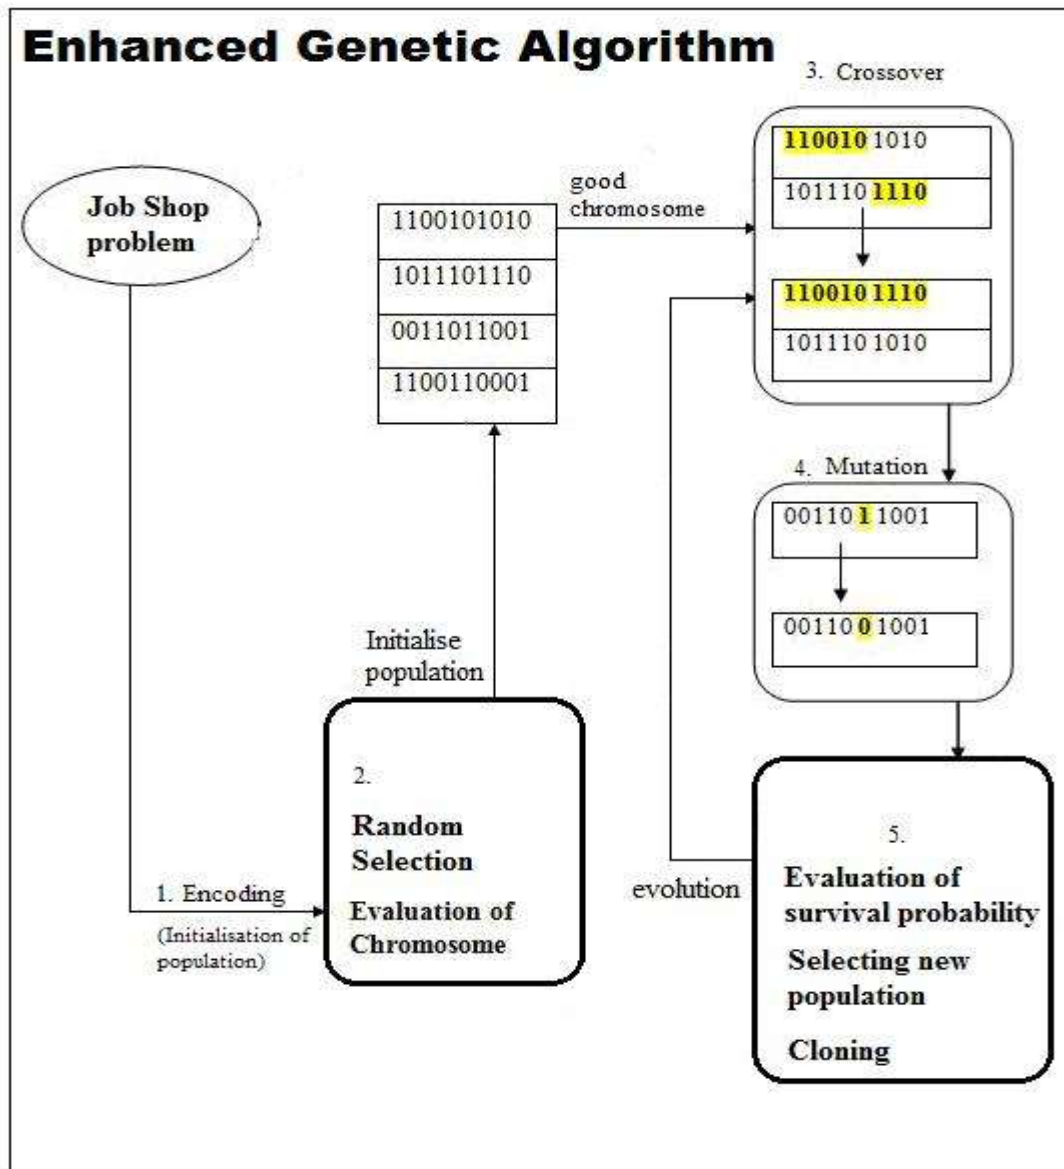 Enhanced Genetic Algorithm
Job Shop
problem
1. Encoding
(Initialisation of
population)
2.
Random
Selection
Evaluation of
Chromosome
Initialise
population
1100101010
1011101110
0011011001
1100110001
good
chromosome
3. Crossover
110010 1010
101110 1110
110010 1110
101110 1010
4. Mutation
00110 1 1001
00110 0 1001
5.
Evaluation of
survival probability
Selecting new
population
Cloning
evolution